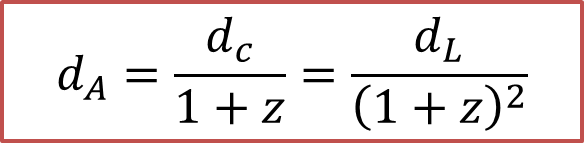 d_A = d_c / (1 + z) = d_L / (1 + z)²